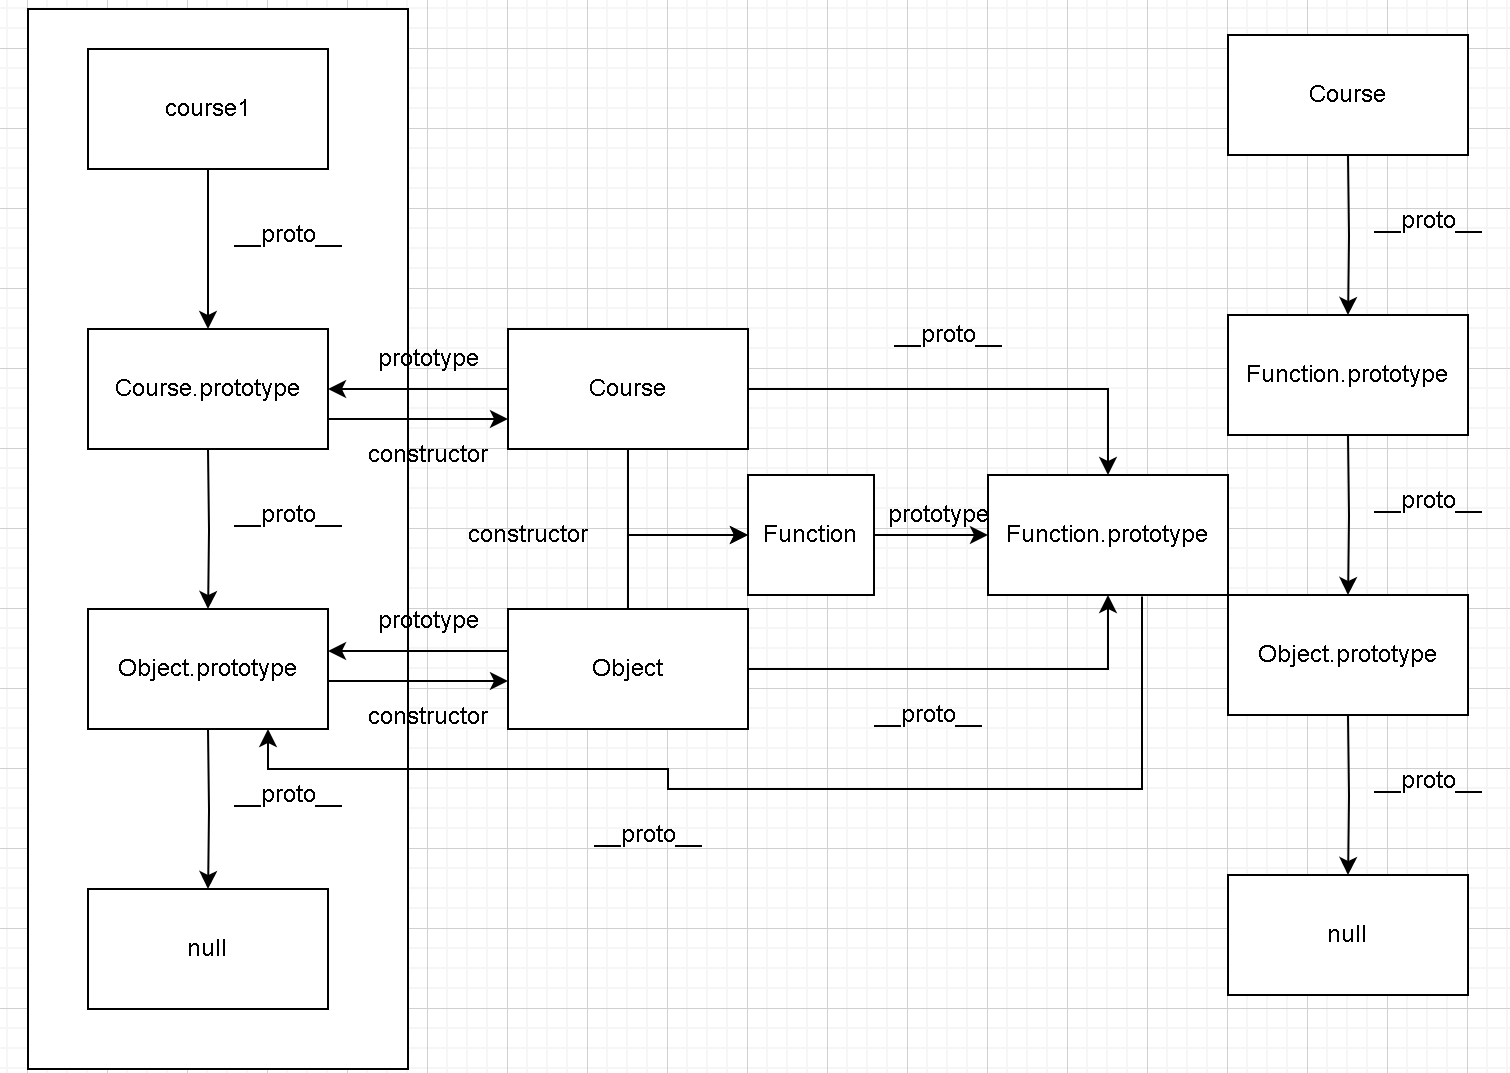 course1
__proto__
Course.prototype
__proto__
Object.prototype
__proto__
null
prototype
constructor
prototype
constructor
Course
constructor
Object
__proto__
Function
prototype
Function.prototype
__proto__
__proto__
Course
__proto__
Function.prototype
__proto__
Object.prototype
__proto__
null